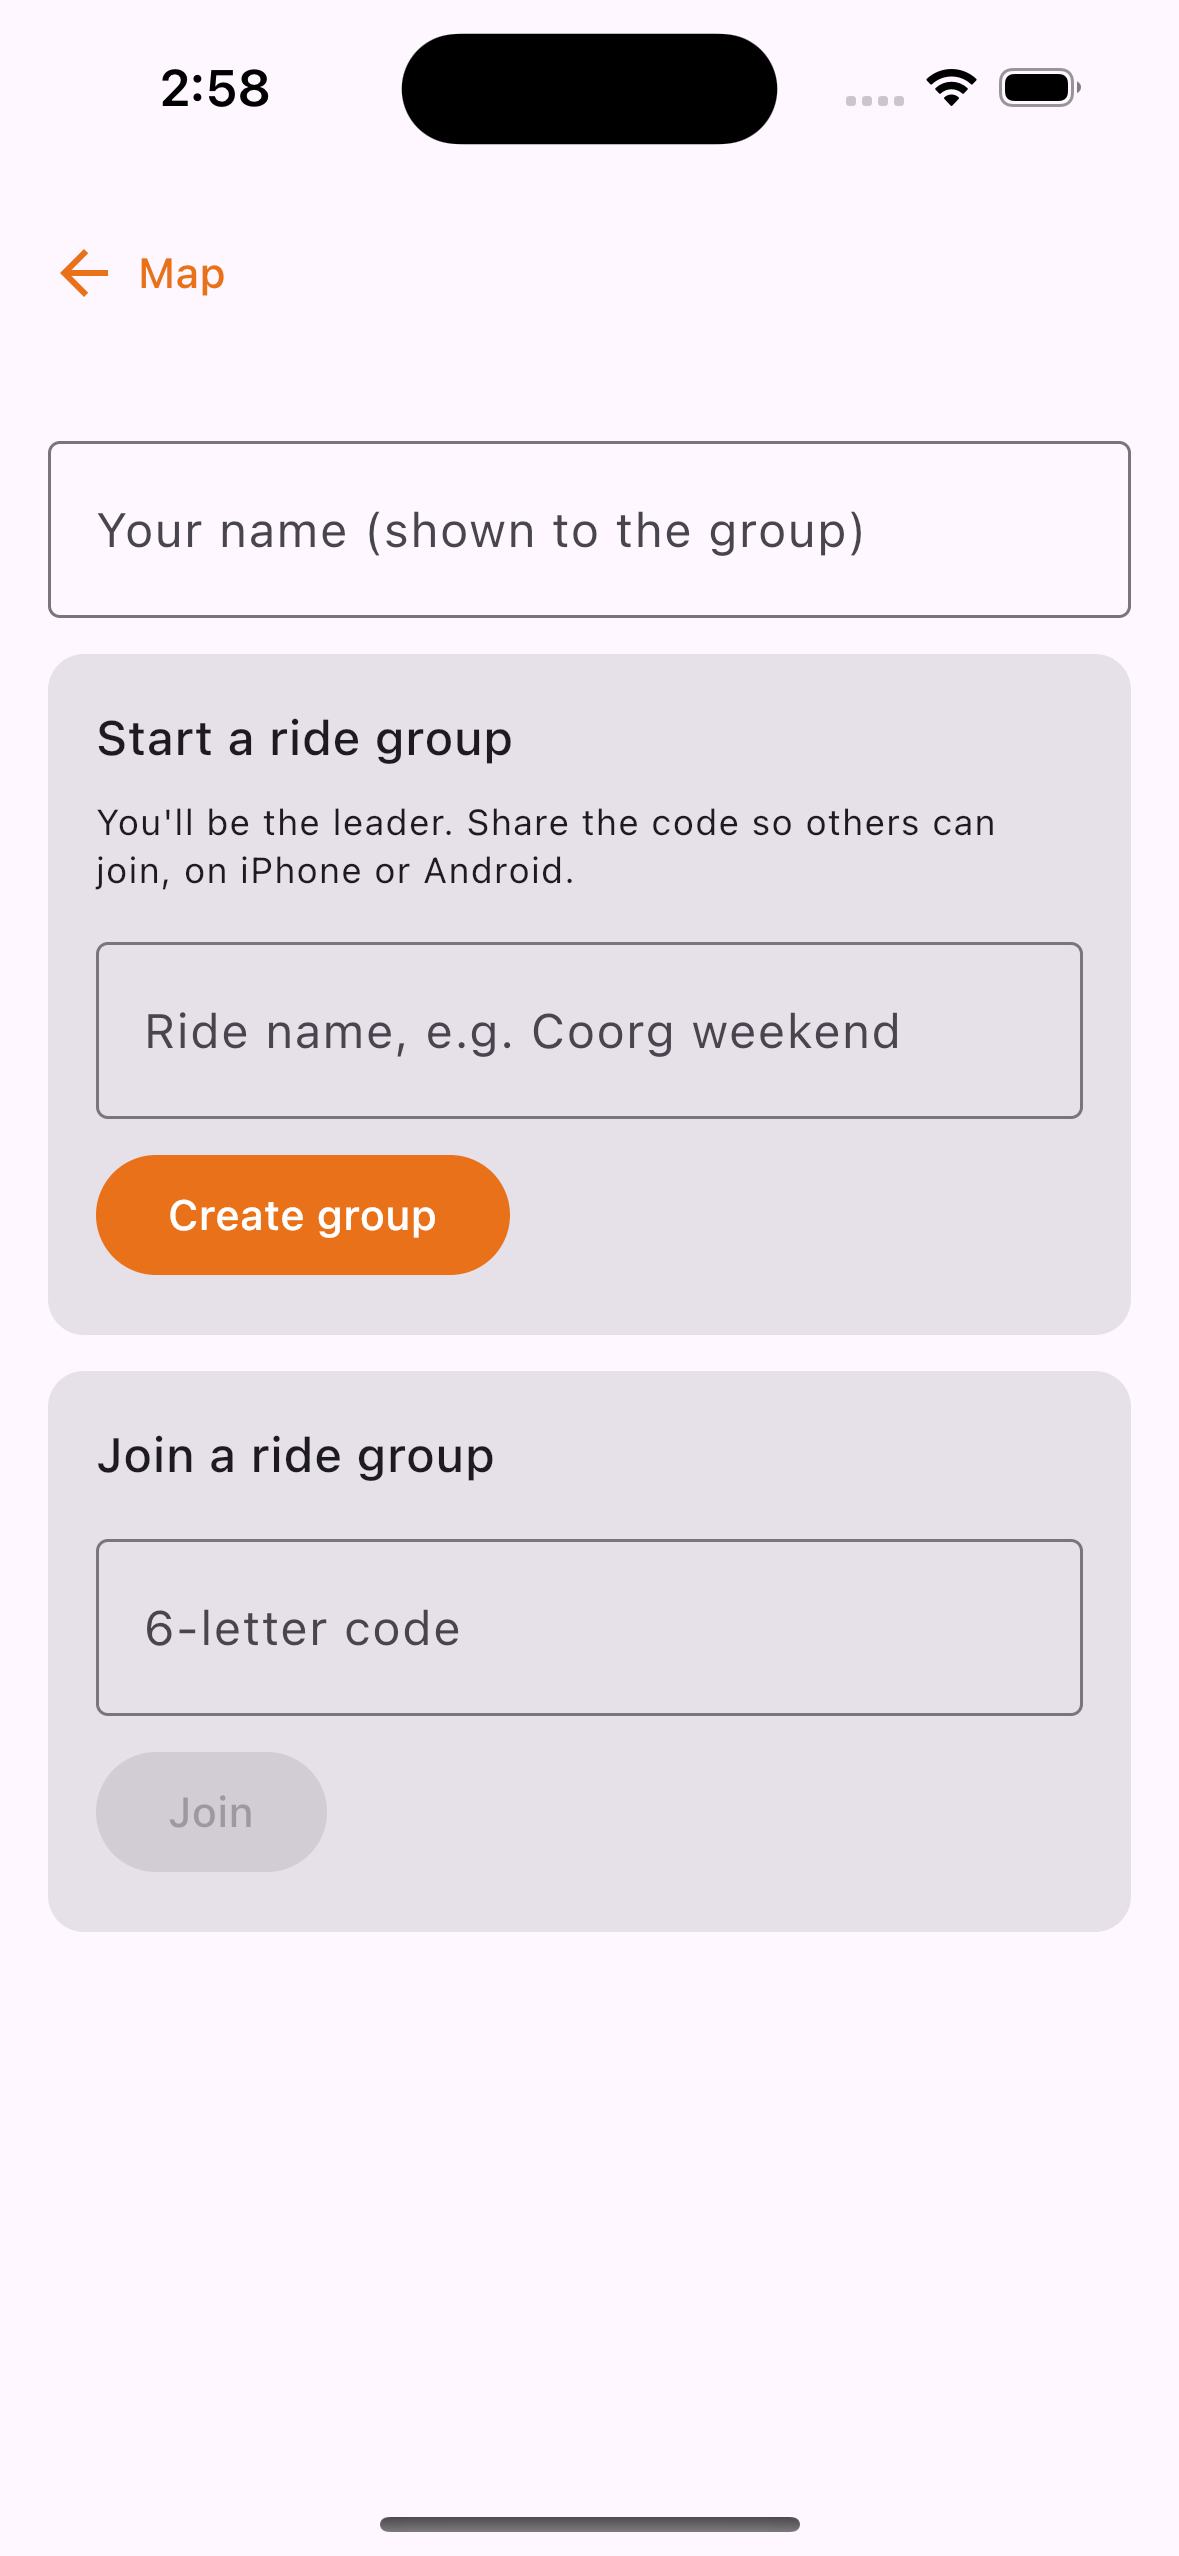 2:58
Map
Your name (shown to the group)
Start a ride group
You'll be the leader. Share the code so others can
join, on iPhone or Android.
Ride name, e.g. Coorg weekend
Create group
Join a ride group
6-letter code
Join